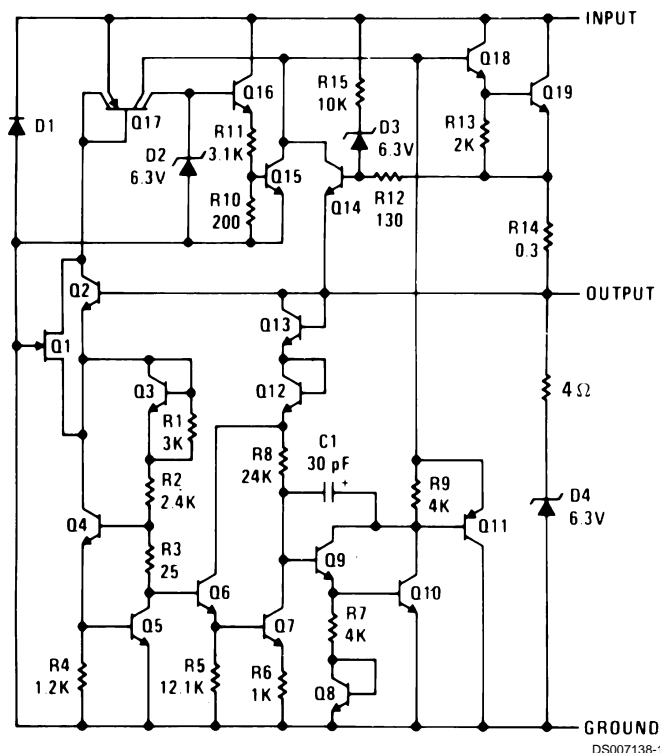 INPUT
Q18
R15
10K
Q16
Q19
Q17
D1
D3
6.3V
R11
3.1K
R13
2K
D2
6.3V
Q15
Q14
R12
130
R10
200
R14
0.3
Q2
OUTPUT
Q13
Q1
Q3
Q12
4Ω
R1
3K
C1
30 pF
+
R8
24K
R9
4K
R2
2.4K
D4
6.3V
Q4
Q11
R3
25
Q9
Q6
Q10
Q5
Q7
R7
4K
R4
1.2K
R5
12.1K
R6
1K
Q8
GROUND